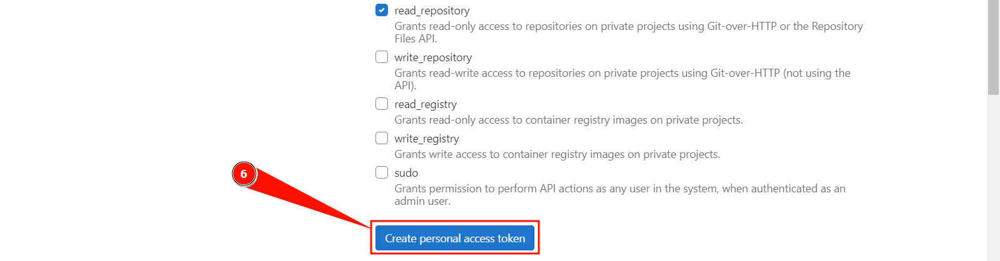 read_repository
Grants read-only access to repositories on private projects using Git-over-HTTP or the Repository
Files API.
write_repository
Grants read-write access to repositories on private projects using Git-over-HTTP (not using the
API).
read_registry
Grants read-only access to container registry images on private projects.
write_registry
Grants write access to container registry images on private projects.
6
sudo
Grants permission to perform API actions as any user in the system, when authenticated as an
admin user.
Create personal access token